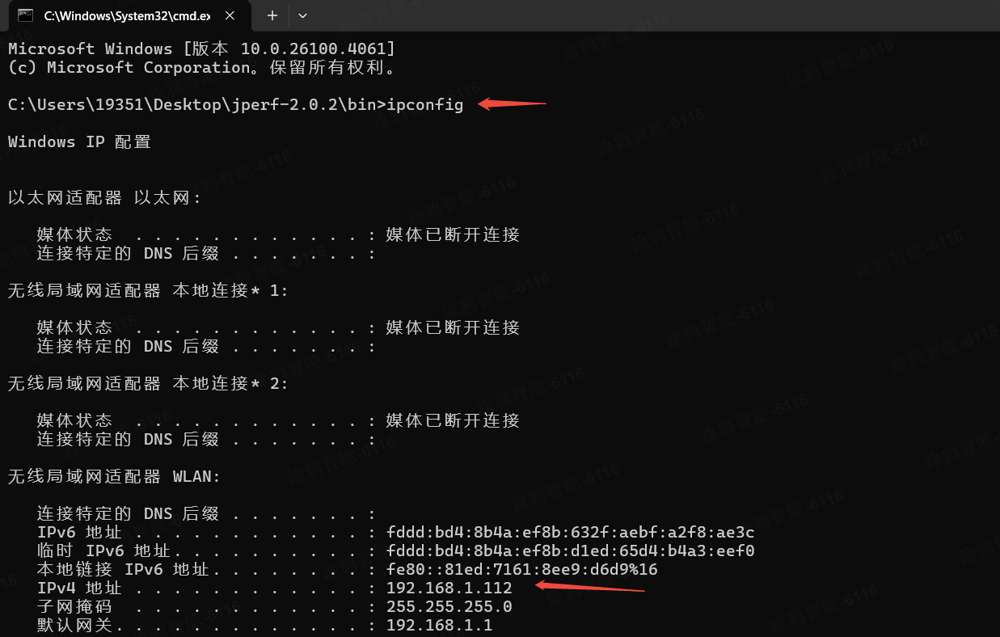 C:\Windows\System32\cmd.ex
Microsoft Windows [版本 10.0.26100.4061]
(c) Microsoft Corporation。保留所有权利。
C:\Users\19351\Desktop\jperf-2.0.2\bin>ipconfig
Windows IP 配置
以太网适配器 以太网:
媒体状态 . . . . . . . . . . . . : 媒体已断开连接
连接特定的 DNS 后缀 . . . . . . . :
无线局域网适配器 本地连接* 1:
媒体状态 . . . . . . . . . . . . : 媒体已断开连接
连接特定的 DNS 后缀 . . . . . . . :
无线局域网适配器 本地连接* 2:
媒体状态 . . . . . . . . . . . . : 媒体已断开连接
连接特定的 DNS 后缀 . . . . . . . :
无线局域网适配器 WLAN:
连接特定的 DNS 后缀 . . . . . . . :
IPv6 地址 . . . . . . . . . . . . : fddd:bd4:8b4a:ef8b:632f:aebf:a2f8:ae3c
临时 IPv6 地址. . . . . . . . . . : fddd:bd4:8b4a:ef8b:d1ed:65d4:b4a3:eef0
本地链接 IPv6 地址. . . . . . . . : fe80::81ed:7161:8ee9:d6d9%16
IPv4 地址 . . . . . . . . . . . . : 192.168.1.112
子网掩码 . . . . . . . . . . . . : 255.255.255.0
默认网关. . . . . . . . . . . . . : 192.168.1.1
涂鸦智能-6116